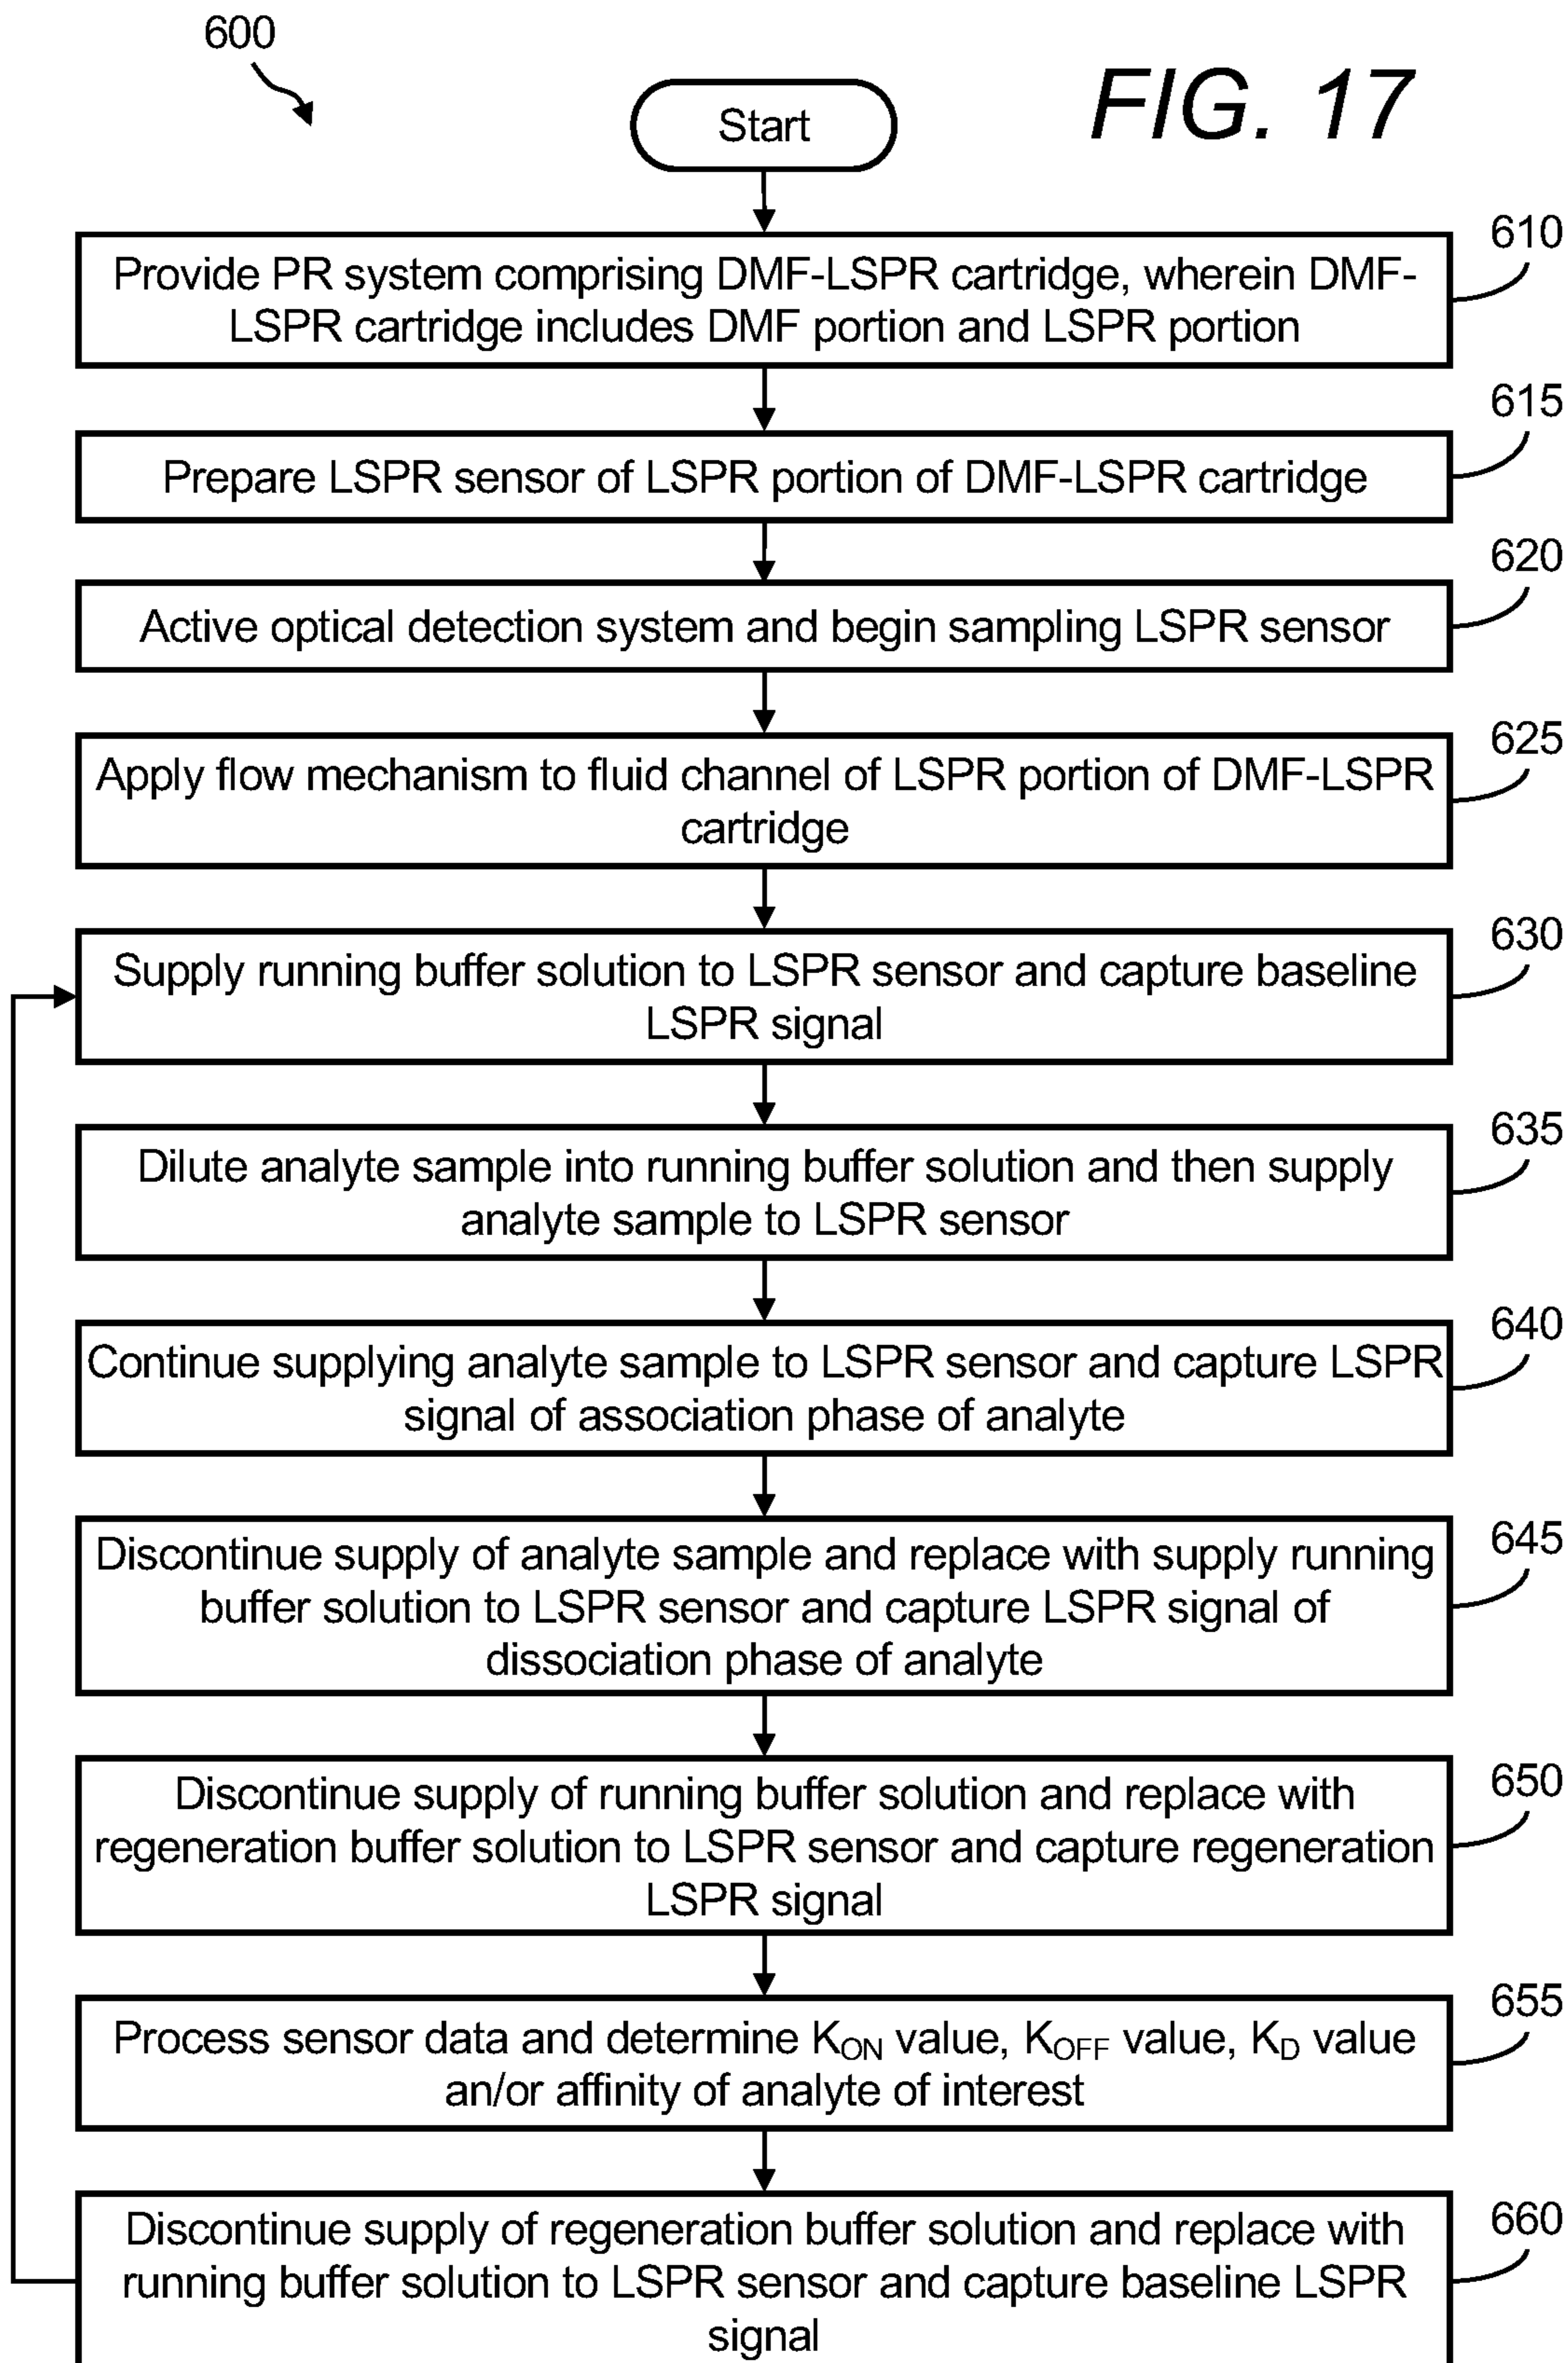 600
FIG. 17
Start
610
Provide PR system comprising DMF-LSPR cartridge, wherein DMF-
LSPR cartridge includes DMF portion and LSPR portion
615
Prepare LSPR sensor of LSPR portion of DMF-LSPR cartridge
620
Active optical detection system and begin sampling LSPR sensor
625
Apply flow mechanism to fluid channel of LSPR portion of DMF-LSPR
cartridge
630
Supply running buffer solution to LSPR sensor and capture baseline
LSPR signal
635
Dilute analyte sample into running buffer solution and then supply
analyte sample to LSPR sensor
640
Continue supplying analyte sample to LSPR sensor and capture LSPR
signal of association phase of analyte
645
Discontinue supply of analyte sample and replace with supply running
buffer solution to LSPR sensor and capture LSPR signal of
dissociation phase of analyte
650
Discontinue supply of running buffer solution and replace with
regeneration buffer solution to LSPR sensor and capture regeneration
LSPR signal
655
Process sensor data and determine KON value, KOFF value, KD value
an/or affinity of analyte of interest
660
Discontinue supply of regeneration buffer solution and replace with
running buffer solution to LSPR sensor and capture baseline LSPR
signal